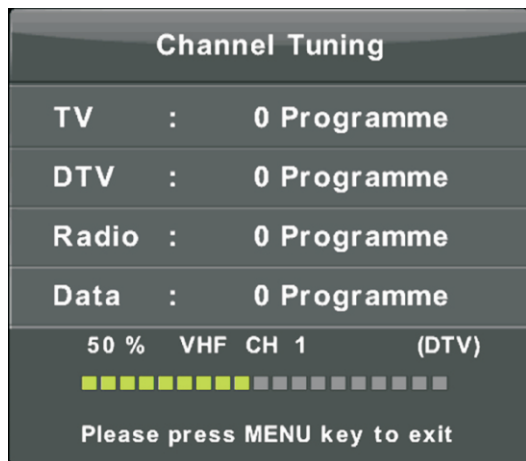 Channel Tuning
TV : 0 Programme
DTV : 0 Programme
Radio : 0 Programme
Data : 0 Programme
50 % VHF CH 1 (DTV)
Please press MENU key to exit